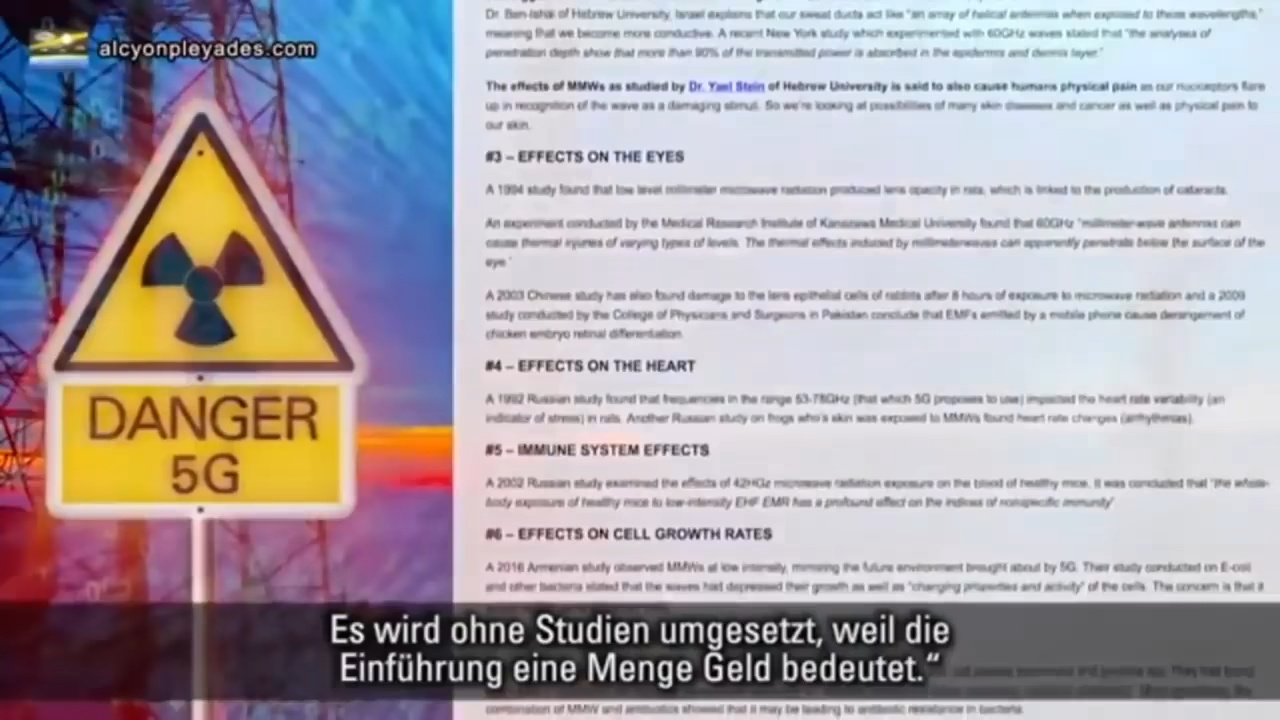 alcyonpleyades.com
Dr. Ben-Ishai of Hebrew University, Israel explains that our sweat ducts act like "an array of helical antennas when exposed to these wavelengths,"
meaning that we become more conductive. A recent New York study which experimented with 60GHz waves stated that "the analyses of
penetration depth show that more than 90% of the transmitted power is absorbed in the epidermis and dermis layer."
The effects of MMWs as studied by Dr. Yael Stein of Hebrew University is said to also cause humans physical pain as our nociceptors flare
up in recognition of the wave as a damaging stimuli. So we're looking at possibilities of many skin diseases and cancer as well as physical pain to
our skin.
#3 – EFFECTS ON THE EYES
A 1994 study found that low level millimeter microwave radiation produced lens opacity in rats, which is linked to the production of cataracts.
An experiment conducted by the Medical Research Institute of Kanazawa Medical University found that 60GHz "millimeter-wave antennas can
cause thermal injuries of varying types of levels. The thermal effects induced by millimeterwaves can apparently penetrate below the surface of the
eye."
A 2003 Chinese study has also found damage to the lens epithelial cells of rabbits after 8 hours of exposure to microwave radiation and a 2009
study conducted by the College of Physicians and Surgeons in Pakistan conclude that EMFs emitted by a mobile phone cause derangement of
chicken embryo retinal differentiation.
#4 – EFFECTS ON THE HEART
A 1992 Russian study found that frequencies in the range 53-78GHz (that which 5G proposes to use) impacted the heart rate variability (an
indicator of stress) in rats. Another Russian study on frogs who's skin was exposed to MMWs found heart rate changes (arrhythmias).
#5 – IMMUNE SYSTEM EFFECTS
A 2002 Russian study examined the effects of 42HGz microwave radiation exposure on the blood of healthy mice. It was concluded that "the whole-
body exposure of healthy mice to low-intensity EHF EMR has a profound effect on the indices of nonspecific immunity"
#6 – EFFECTS ON CELL GROWTH RATES
A 2016 Armenian study observed MMWs at low intensity, mirroring the future environment brought about by 5G. Their study conducted on E-coli
and other bacteria stated that the waves had depressed their growth as well as "changing properties and activity" of the cells. The concern is that it
combination of MMW and antibiotics showed that it may be leading to antibiotic resistance in bacteria.
DANGER
5G
Es wird ohne Studien umgesetzt, weil die
Einführung eine Menge Geld bedeutet.“